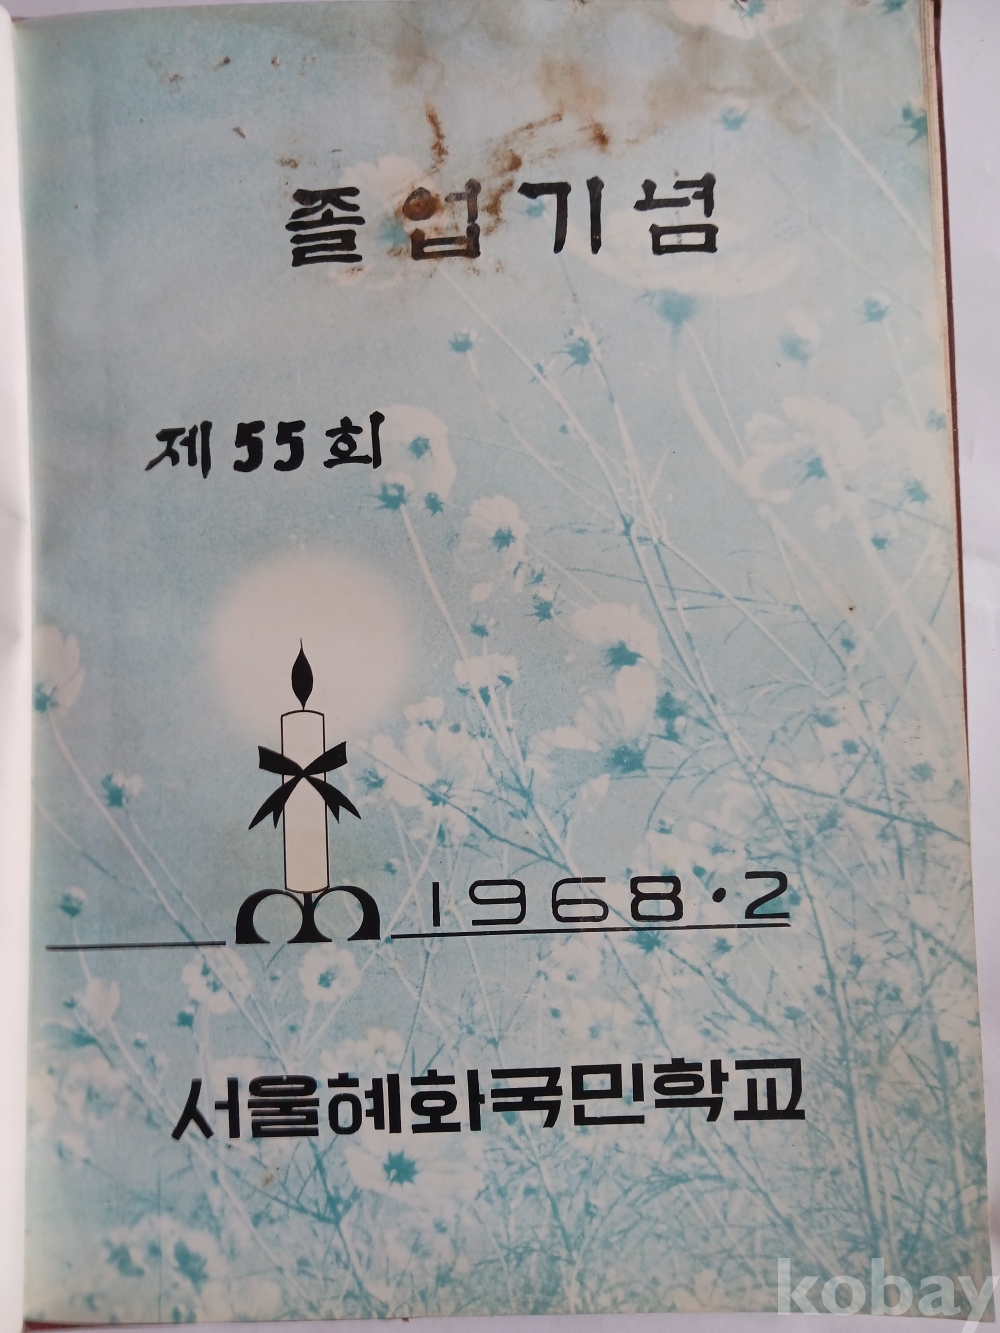 졸업기념
제55회
1968·2
서울혜화국민학교
kobay